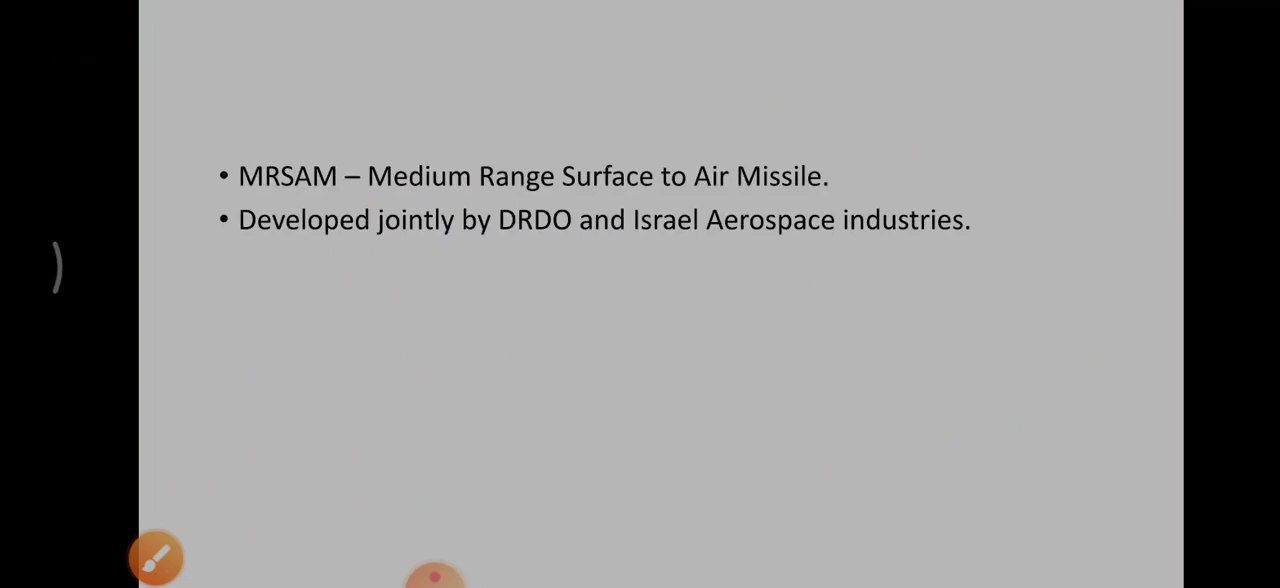 • MRSAM – Medium Range Surface to Air Missile.
• Developed jointly by DRDO and Israel Aerospace industries.